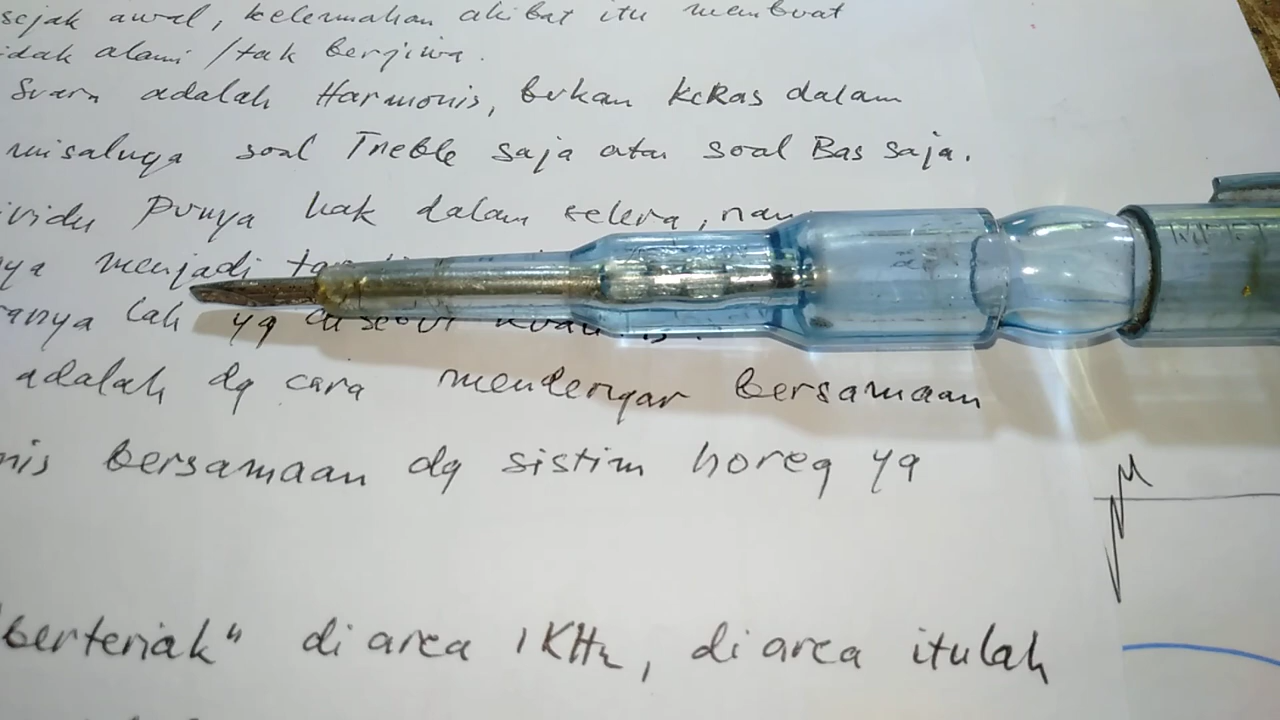 sejak awal, kelemahan akibat itu membuat
idak alami /tak berjiwa.
Suara adalah Harmonis, bukan keRas dalam
misalnya soal Treble saja atau soal Bas saja.
ividu Punya hak dalam selera, nam
ya menjadi
ranya lah yg
adalah dg cara mendengar bersamaan
nis bersamaan dg sistim horeg yg
"berteriak" di area 1KHz, di area itulah